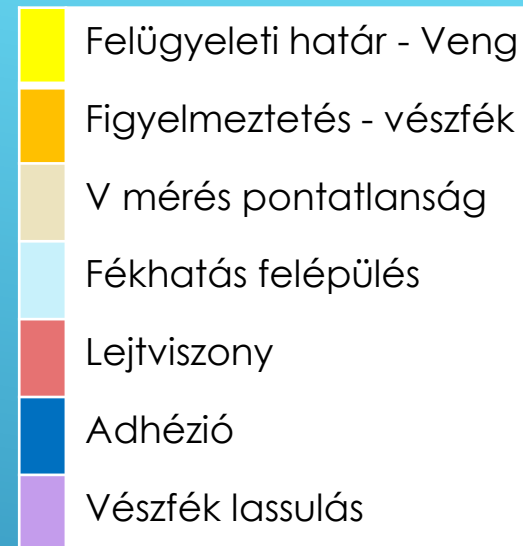 Felügyeleti határ - Veng
Figyelmeztetés - vészfék
V mérés pontatlanság
Fékhatás felépülés
Lejtviszony
Adhézió
Vészfék lassulás